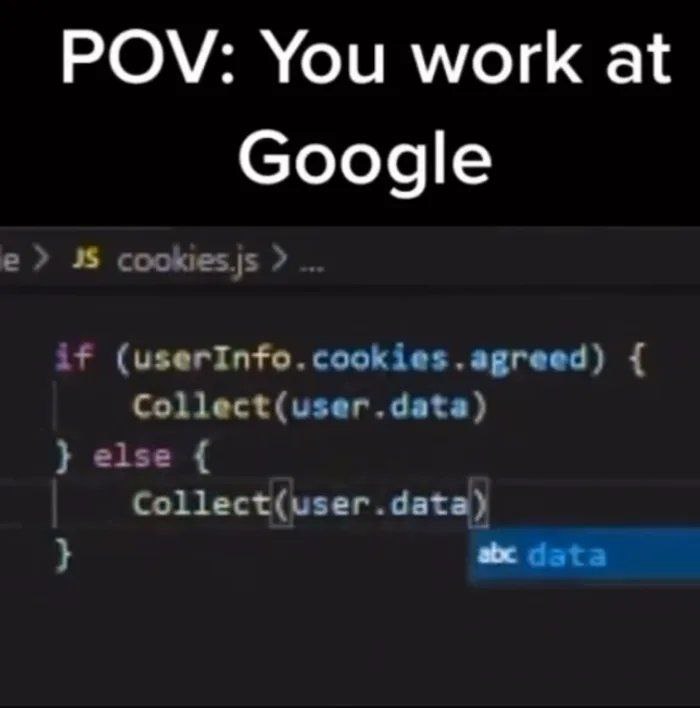 POV: You work at
Google
e > JS cookies.js > ...
if (userInfo.cookies.agreed) {
Collect(user.data)
} else {
Collect(user.data)
abc data
}